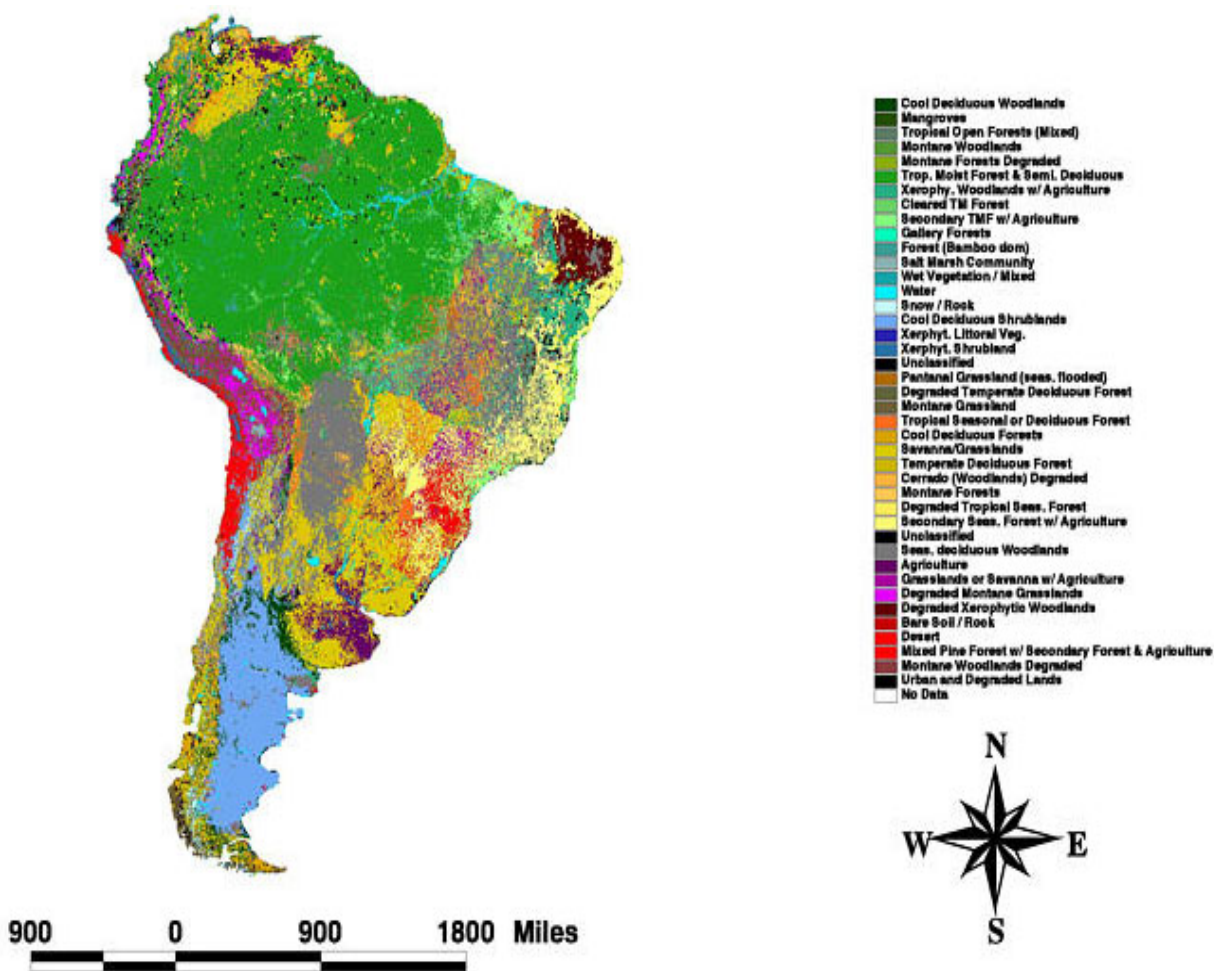 Cool Deciduous Woodlands
Mangroves
Tropical Open Forests (Mixed)
Montane Woodlands
Montane Forests Degraded
Trop. Moist Forest & Semi. Deciduous
Xerophy. Woodlands w/ Agriculture
Cleared TM Forest
Secondary TMF w/ Agriculture
Gallery Forests
Forest (Bamboo dom)
Salt Marsh Community
Wet Vegetation / Mixed
Water
Snow / Rock
Cool Deciduous Shrublands
Xerphyt. Littoral Veg.
Xerphyt. Shrubland
Unclassified
Pantanal Grassland (seas. flooded)
Degraded Temperate Deciduous Forest
Montane Grassland
Tropical Seasonal or Deciduous Forest
Cool Deciduous Forests
Savanna/Grasslands
Temperate Deciduous Forest
Cerrado (Woodlands) Degraded
Montane Forests
Degraded Tropical Seas. Forest
Secondary Seas. Forest w/ Agriculture
Unclassified
Seas. deciduous Woodlands
Agriculture
Grasslands or Savanna w/ Agriculture
Degraded Montane Grasslands
Degraded Xerophytic Woodlands
Bare Soil / Rock
Desert
Mixed Pine Forest w/ Secondary Forest & Agriculture
Montane Woodlands Degraded
Urban and Degraded Lands
No Data
N
W E
S
900 0 900 1800 Miles